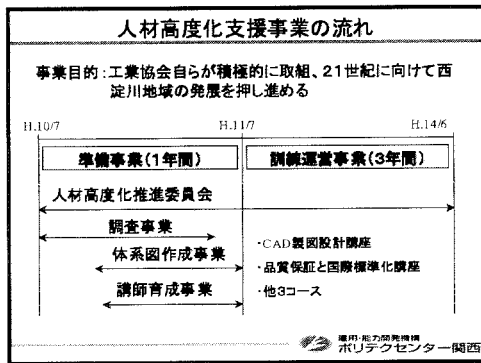 人材高度化支援事業の流れ
事業目的：工業協会自らが積極的に取組、21世紀に向けて西
淀川地域の発展を押し進める
H.10/7 H.11/7 H.14/6
準備事業(1年間) 訓練運営事業(3年間)
人材高度化推進委員会
調査事業
体系図作成事業
講師育成事業
・CAD製図設計講座
・品質保証と国際標準化講座
・他3コース
雇用・能力開発機構
ポリテクセンター関西